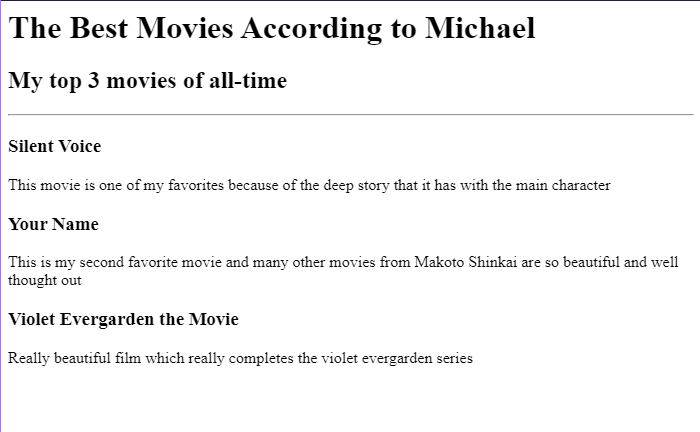 The Best Movies According to Michael
My top 3 movies of all-time
Silent Voice
This movie is one of my favorites because of the deep story that it has with the main character
Your Name
This is my second favorite movie and many other movies from Makoto Shinkai are so beautiful and well
thought out
Violet Evergarden the Movie
Really beautiful film which really completes the violet evergarden series